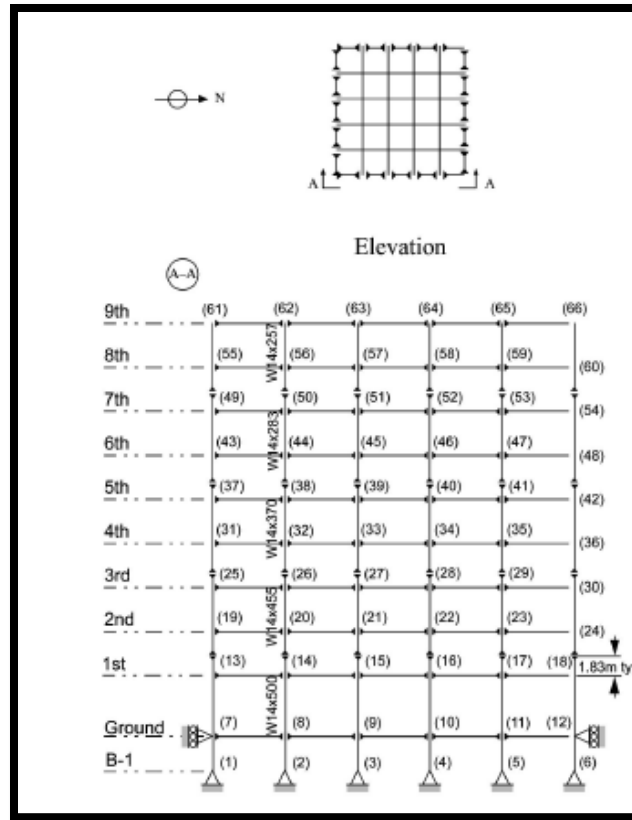 N
A A
Elevation
A-A
9th (61) (62) (63) (64) (65) (66)
W14x257
8th (55) (56) (57) (58) (59) (60)
7th (49) (50) (51) (52) (53) (54)
W14x283
6th (43) (44) (45) (46) (47) (48)
5th (37) (38) (39) (40) (41) (42)
W14x370
4th (31) (32) (33) (34) (35) (36)
3rd (25) (26) (27) (28) (29) (30)
W14x455
2nd (19) (20) (21) (22) (23) (24)
1st (13) (14) (15) (16) (17) (18) 1.83m ty
W14x500
Ground (7) (8) (9) (10) (11) (12)
B-1 (1) (2) (3) (4) (5) (6)